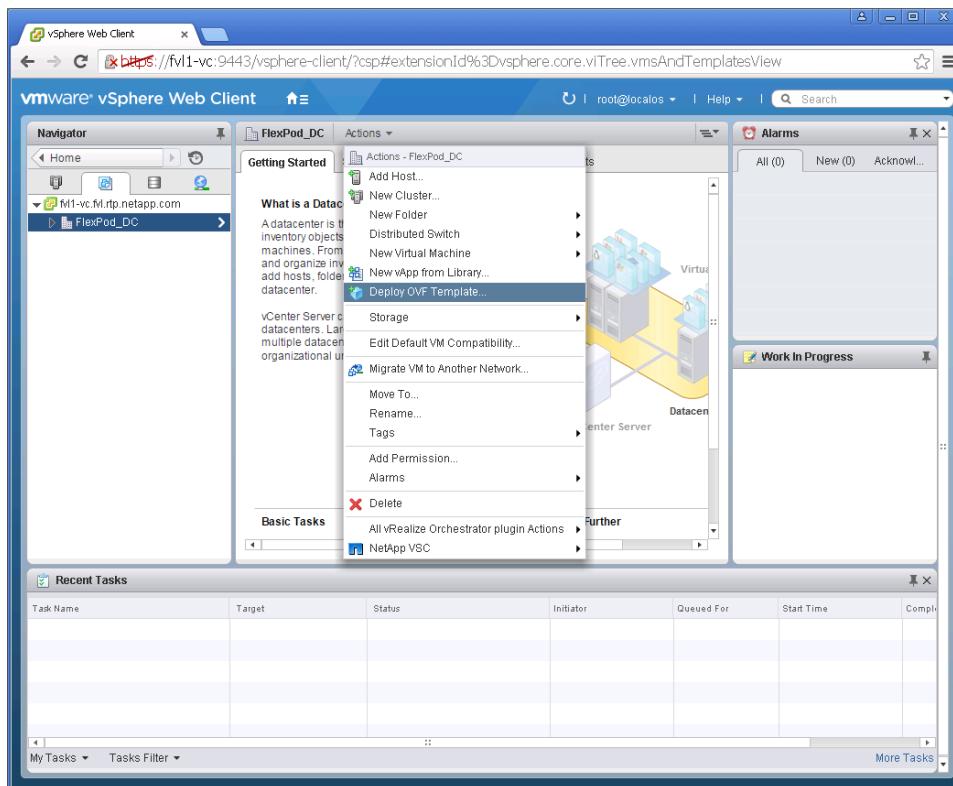 vSphere Web Client
https://fvl1-vc:9443/vsphere-client/?csp#extensionId%3Dvsphere.core.viTree.vmsAndTemplatesView
vmware® vSphere Web Client
root@localos
Help
Search
Navigator
Home
fvl1-vc.fvl.rtp.netapp.com
FlexPod_DC
FlexPod_DC
Actions
Getting Started
ts
What is a Datac
A datacenter is t
inventory objects
machines. From
and organize inv
add hosts, folde
datacenter.
vCenter Server c
datacenters. Lar
multiple datacen
organizational un
Basic Tasks
Actions - FlexPod_DC
Add Host...
New Cluster...
New Folder
Distributed Switch
New Virtual Machine
New vApp from Library...
Deploy OVF Template...
Storage
Edit Default VM Compatibility...
Migrate VM to Another Network...
Move To...
Rename...
Tags
Add Permission...
Alarms
Delete
All vRealize Orchestrator plugin Actions
NetApp VSC
Virtua
Datacen
enter Server
Further
Alarms
All (0)
New (0)
Acknowl...
Work In Progress
Recent Tasks
Task Name
Target
Status
Initiator
Queued For
Start Time
Comple
My Tasks
Tasks Filter
More Tasks